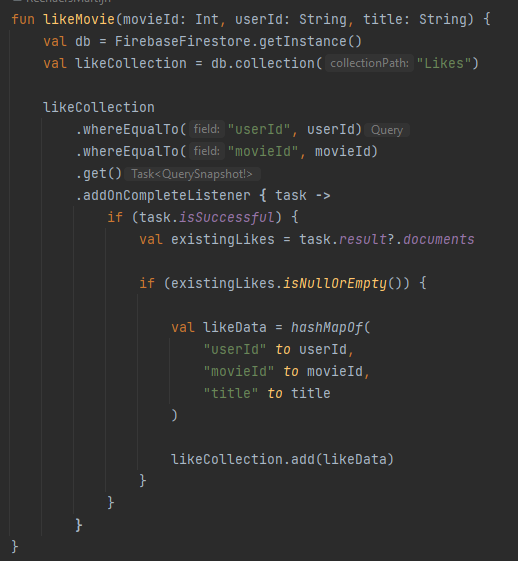 fun likeMovie(movieId: Int, userId: String, title: String) {
    val db = FirebaseFirestore.getInstance()
    val likeCollection = db.collection( collectionPath: "Likes")

    likeCollection
        .whereEqualTo( field: "userId", userId) Query
        .whereEqualTo( field: "movieId", movieId)
        .get() Task<QuerySnapshot!>
        .addOnCompleteListener { task ->
            if (task.isSuccessful) {
                val existingLikes = task.result?.documents

                if (existingLikes.isNullOrEmpty()) {

                    val likeData = hashMapOf(
                        "userId" to userId,
                        "movieId" to movieId,
                        "title" to title
                    )

                    likeCollection.add(likeData)
                }
            }
        }
}